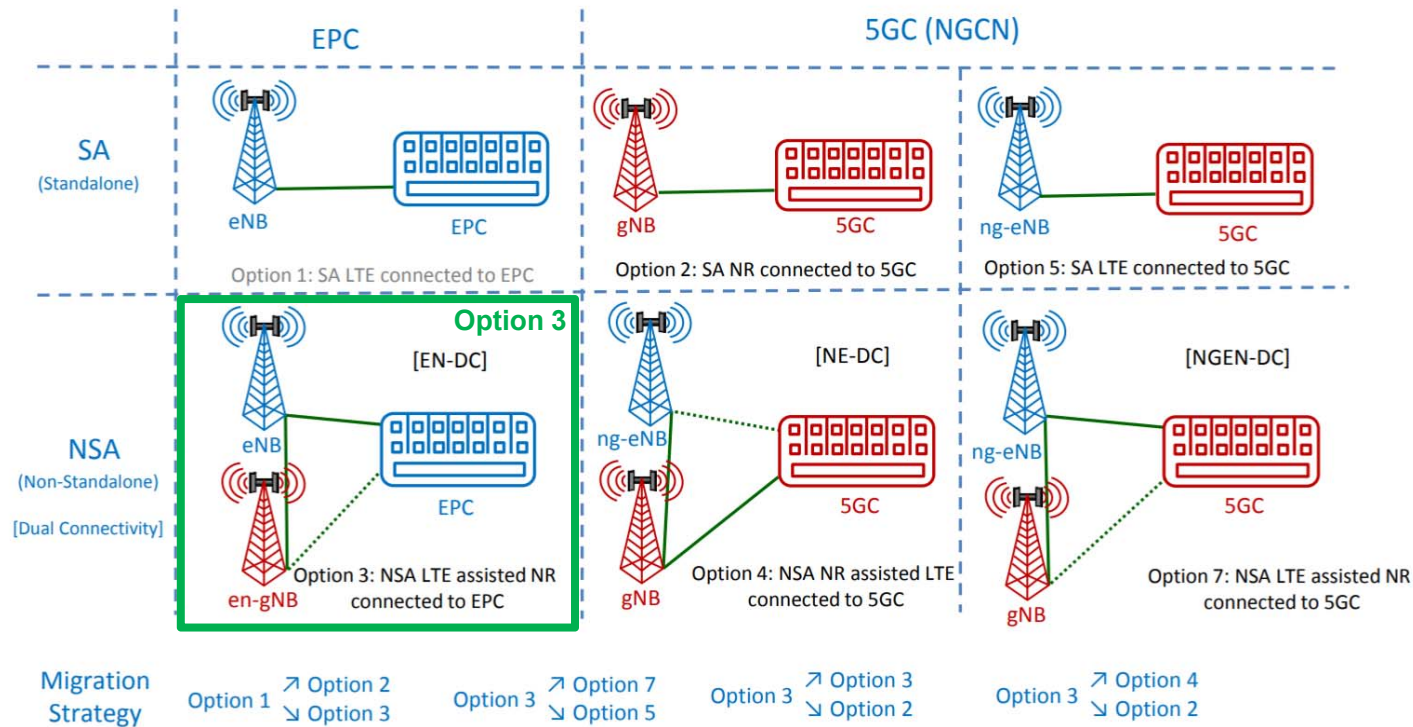 EPC
5GC (NGCN)
SA
(Standalone)
eNB
EPC
Option 1: SA LTE connected to EPC
gNB
5GC
Option 2: SA NR connected to 5GC
ng-eNB
5GC
Option 5: SA LTE connected to 5GC
NSA
(Non-Standalone)
[Dual Connectivity]
Option 3
[EN-DC]
eNB
EPC
en-gNB
Option 3: NSA LTE assisted NR
connected to EPC
[NE-DC]
ng-eNB
5GC
gNB
Option 4: NSA NR assisted LTE
connected to 5GC
[NGEN-DC]
ng-eNB
5GC
gNB
Option 7: NSA LTE assisted NR
connected to 5GC
Migration
Strategy
Option 1
↗ Option 2
↘ Option 3
Option 3
↗ Option 7
↘ Option 5
Option 3
↗ Option 3
↘ Option 2
Option 3
↗ Option 4
↘ Option 2